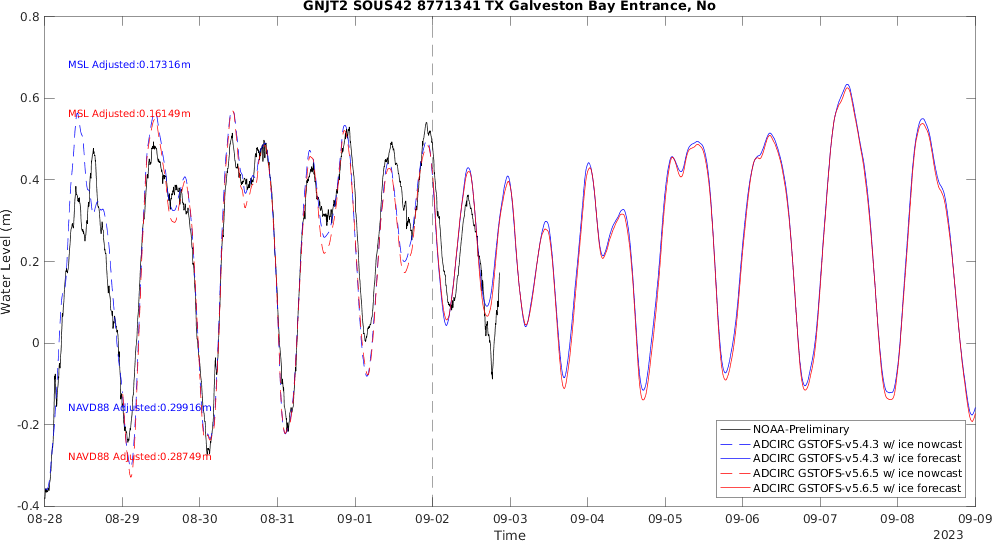 GNJT2 SOUS42 8771341 TX Galveston Bay Entrance, No
Water Level (m)
0.8
0.6
0.4
0.2
0
-0.2
-0.4
MSL Adjusted:0.17316m
MSL Adjusted:0.16149m
NAVD88 Adjusted:0.29916m
NAVD88 Adjusted:0.28749m
NOAA-Preliminary
ADCIRC GSTOFS-v5.4.3 w/ ice nowcast
ADCIRC GSTOFS-v5.4.3 w/ ice forecast
ADCIRC GSTOFS-v5.6.5 w/ ice nowcast
ADCIRC GSTOFS-v5.6.5 w/ ice forecast
08-28 08-29 08-30 08-31 09-01 09-02 09-03 09-04 09-05 09-06 09-07 09-08 09-09
Time
2023